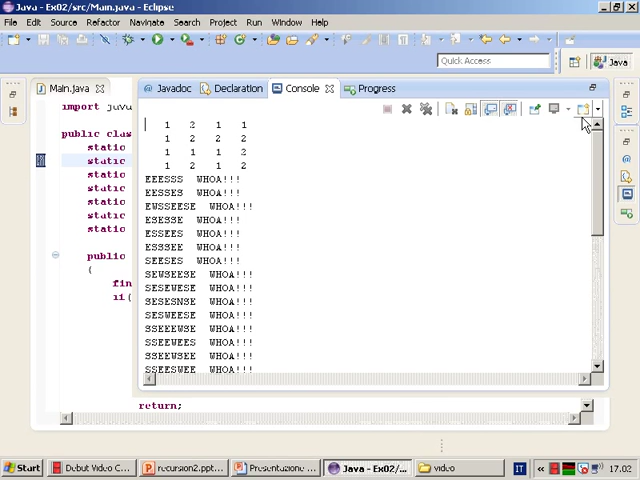 Java - Ex02/src/Main.java - Eclipse
File Edit Source Refactor Navigate Search Project Run Window Help
Quick Access
Java
Main.java
@ Javadoc Declaration Console Progress
import java
public clas
static
static
static
static
static
static
static
public
{
fin
return;
1 2 1 1
1 2 2 2
1 1 1 2
1 2 1 2
EEESSS WHOA!!!
EESSES WHOA!!!
EWSSEESE WHOA!!!
ESESSE WHOA!!!
ESSEES WHOA!!!
ESSSEE WHOA!!!
SEESES WHOA!!!
SEWSEESE WHOA!!!
SESEWESE WHOA!!!
SESESNSE WHOA!!!
SESWEESE WHOA!!!
SSEEWESE WHOA!!!
SSEEWEES WHOA!!!
SSEEWSEE WHOA!!!
SSEEWEE WHOA!!!
Start Debut Video C... recursion2.ppt... Presentazione ... Java - Ex02/... video IT 17.02